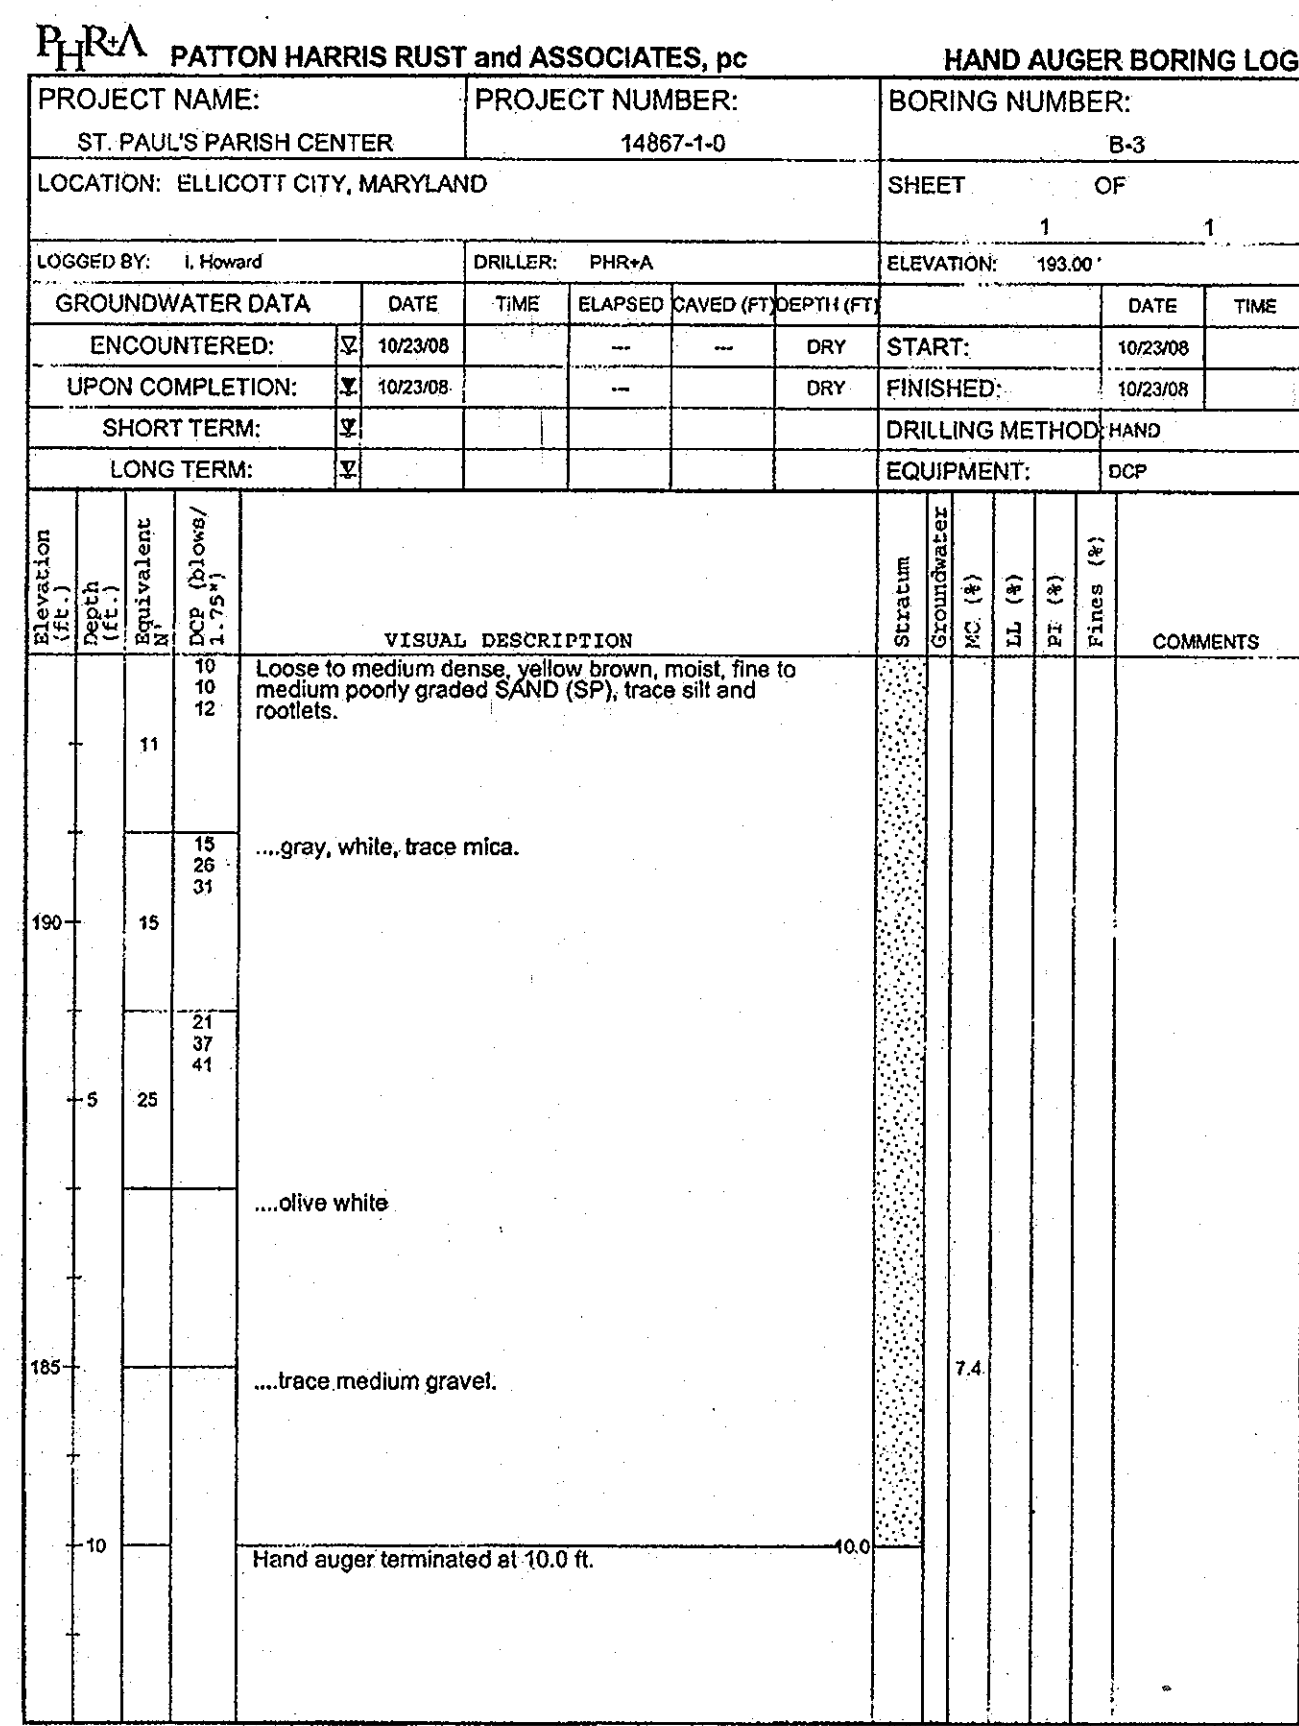 PHR+A PATTON HARRIS RUST and ASSOCIATES, pc HAND AUGER BORING LOG
PROJECT NAME: PROJECT NUMBER: BORING NUMBER:
ST. PAUL'S PARISH CENTER 14867-1-0 B-3
LOCATION: ELLICOTT CITY, MARYLAND SHEET OF
1 1
LOGGED BY: I. Howard DRILLER: PHR+A ELEVATION: 193.00 '
GROUNDWATER DATA DATE TIME ELAPSED CAVED (FT) DEPTH (FT) DATE TIME
ENCOUNTERED: 10/23/08 --- --- DRY START: 10/23/08
UPON COMPLETION: 10/23/08 --- DRY FINISHED: 10/23/08
SHORT TERM: DRILLING METHOD: HAND
LONG TERM: EQUIPMENT: DCP
Elevation (ft.) Depth (ft.) Equivalent N' DCP (blows/ 1.75") VISUAL DESCRIPTION Stratum Groundwater MC. (%) LL (%) PI (%) Fines (%) COMMENTS
10 Loose to medium dense, yellow brown, moist, fine to
10 medium poorly graded SAND (SP), trace silt and
12 rootlets.
11
15 ....gray, white, trace mica.
26
31
190 15
21
37
41
5 25
....olive white
185 7.4
....trace medium gravel.
10 10.0
Hand auger terminated at 10.0 ft.